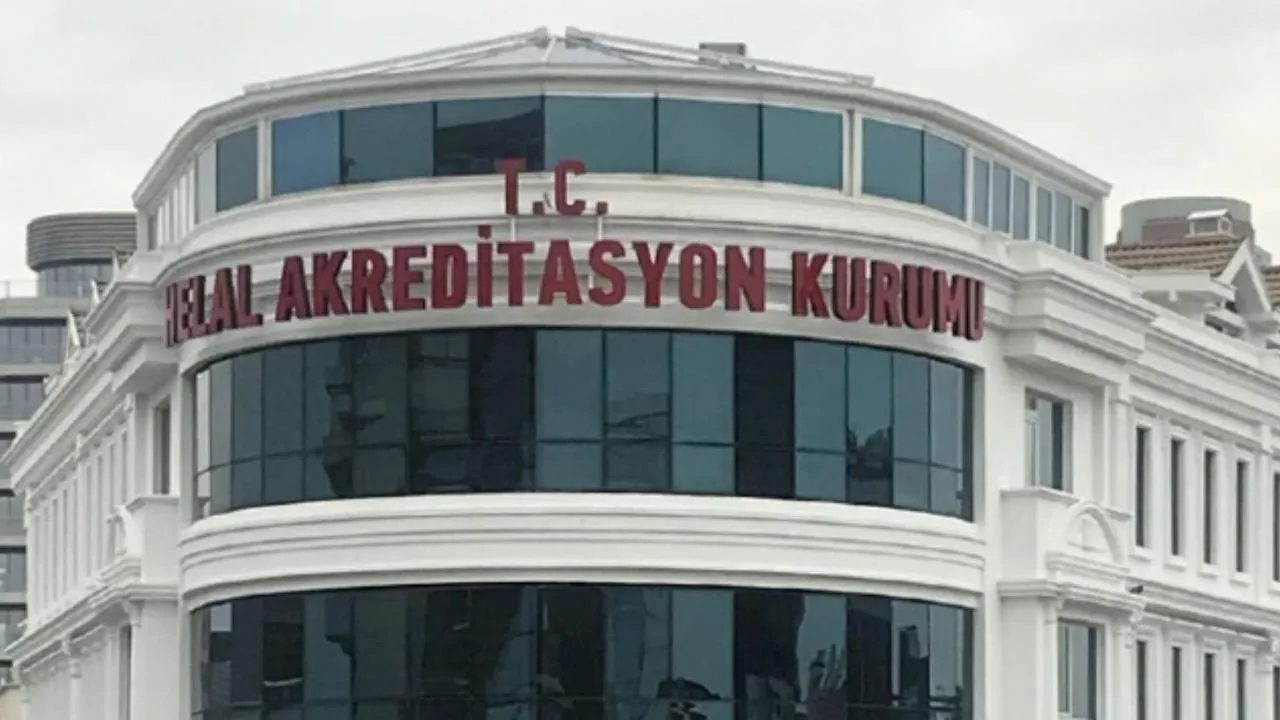 T.C.
HELAL AKREDİTASYON KURUMU